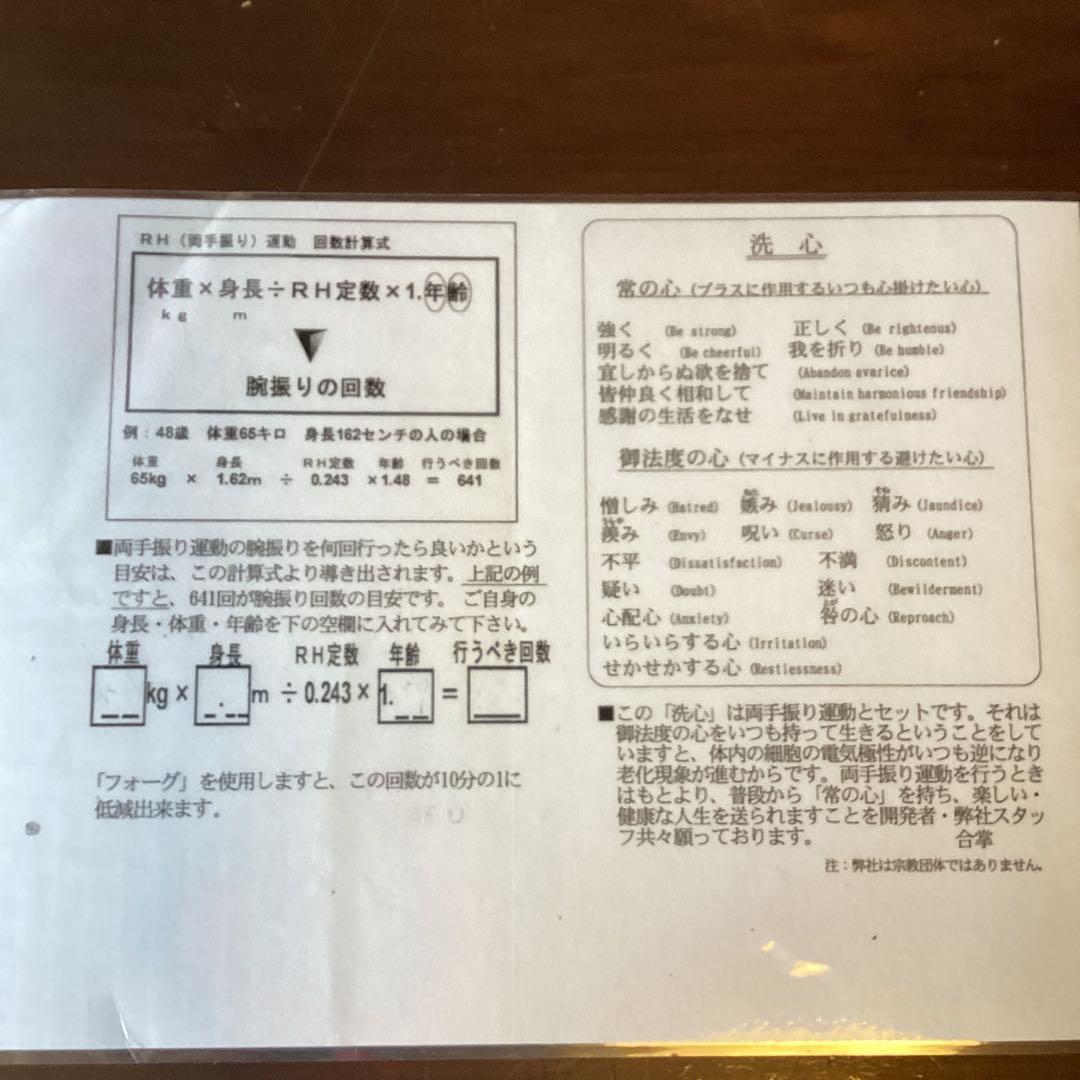 RH(両手振り)運動 回数計算式
体重×身長÷RH定数×1.年齢
kg m
腕振りの回数
例:48歳 体重65キロ 身長162センチの人の場合
体重 身長 RH定数 年齢 行うべき回数
65kg × 1.62m ÷ 0.243 ×1.48 = 641
■両手振り運動の腕振りを何回行ったら良いかという
目安は、この計算式より導き出されます。上記の例
ですと、641回が腕振り回数の目安です。ご自身の
身長・体重・年齢を下の空欄に入れてみて下さい。
体重 身長 RH定数 年齢 行うべき回数
kg × . m ÷ 0.243 × 1. =
「フォーグ」を使用しますと、この回数が10分の1に
低減出来ます。
洗 心
常の心(プラスに作用するいつも心掛けたい心)
強く (Be strong) 正しく (Be righteous)
明るく (Be cheerful) 我を折り (Be humble)
宜しからぬ欲を捨て (Abandon avarice)
皆仲良く相和して (Maintain harmonious friendship)
感謝の生活をなせ (Live in gratefulness)
御法度の心(マイナスに作用する避けたい心)
憎しみ (Hatred) 嫉み (Jealousy) 猜み (Jaundice)
羨み (Envy) 呪い (Curse) 怒り (Anger)
不平 (Dissatisfaction) 不満 (Discontent)
疑い (Doubt) 迷い (Bewilderment)
心配心 (Anxiety) 咎の心 (Reproach)
いらいらする心 (Irritation)
せかせかする心 (Restlessness)
■この「洗心」は両手振り運動とセットです。それは
御法度の心をいつも持って生きるということをして
いますと、体内の細胞の電気極性がいつも逆になり
老化現象が進むからです。両手振り運動を行うとき
はもとより、普段から「常の心」を持ち、楽しい・
健康な人生を送られますことを開発者・弊社スタッ
フ共々願っております。 合掌
注:弊社は宗教団体ではありません。